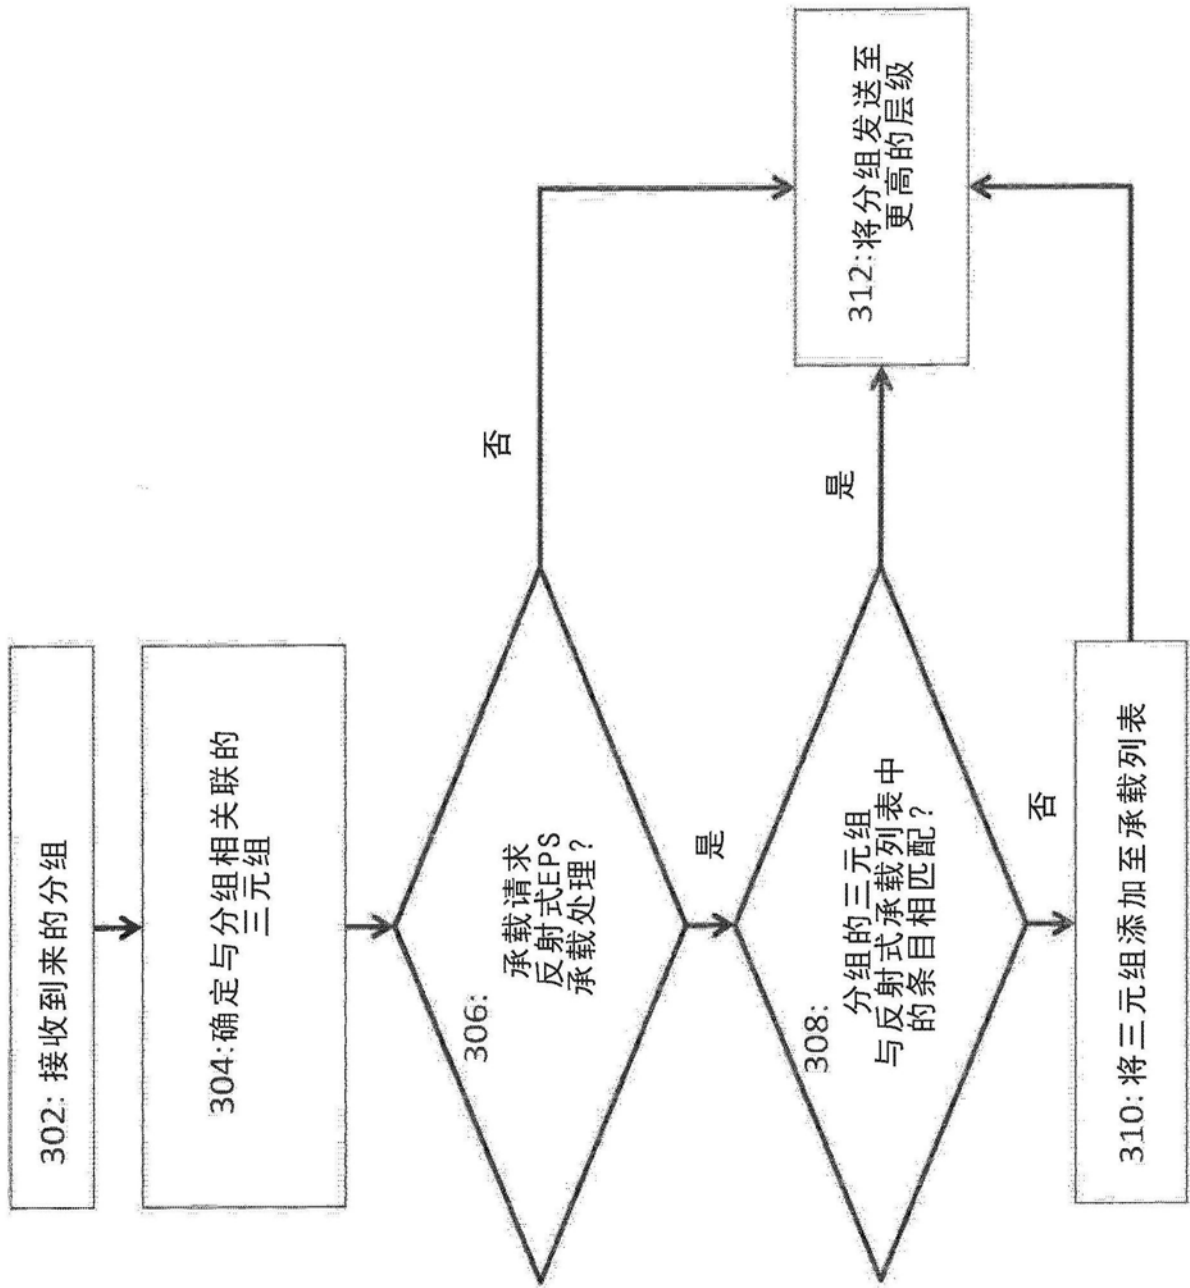 302: 接收到来的分组
304:确定与分组相关联的
三元组
306:
承载请求
反射式EPS
承载处理?
否
是
308:
分组的三元组
与反射式承载列表中
的条目相匹配?
是
否
310: 将三元组添加至承载列表
312:将分组发送至
更高的层级